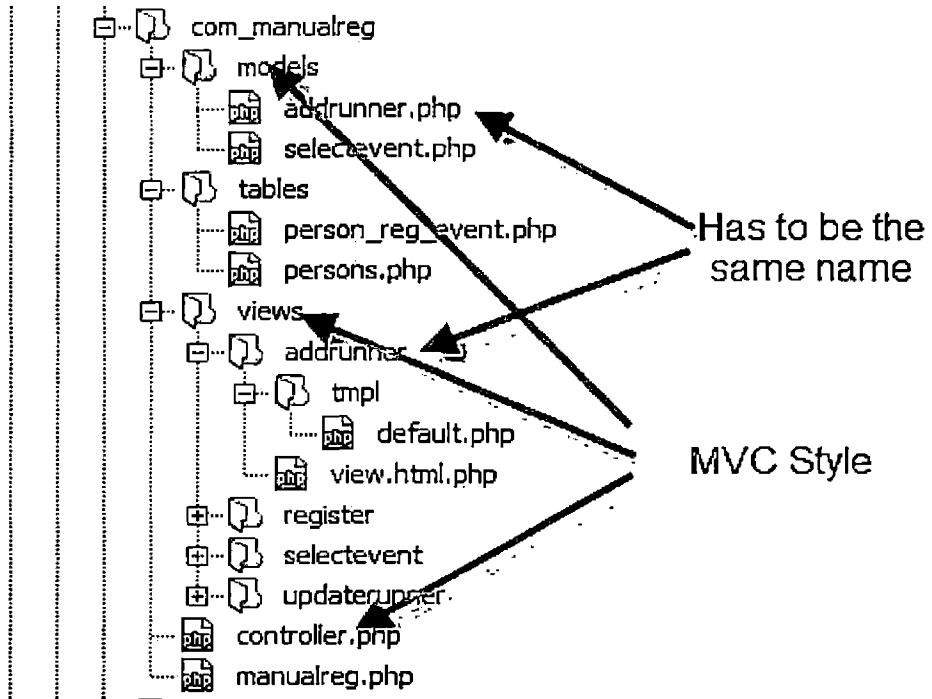 com_manualreg
models
addrunner.php
selectevent.php
tables
person_reg_event.php
persons.php
views
addrunner
tmpl
default.php
view.html.php
register
selectevent
updaterunner
controller.php
manualreg.php
Has to be the
same name
MVC Style